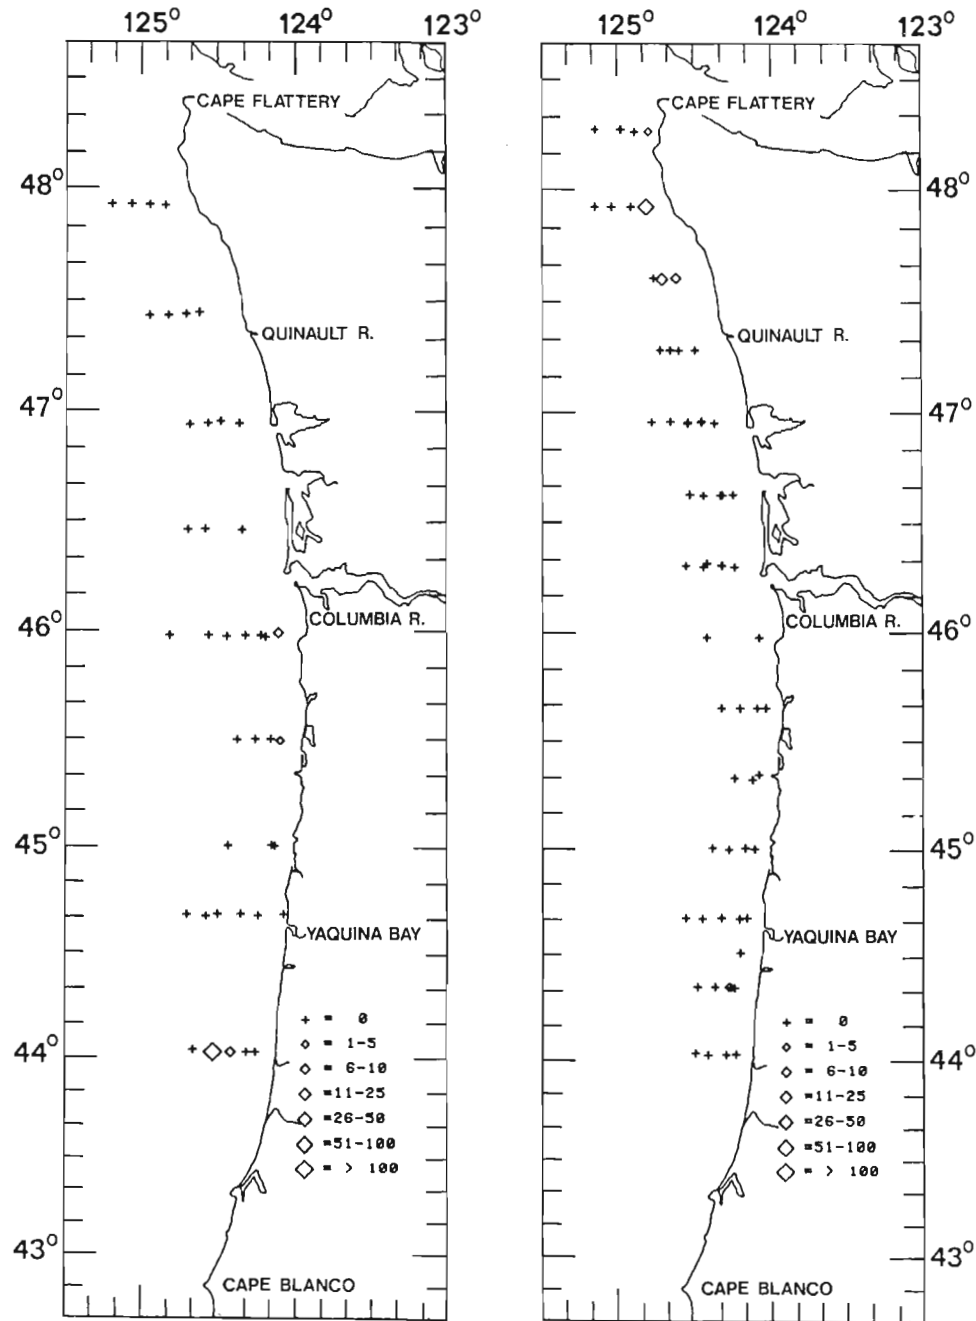 125° 124° 123°
CAPE FLATTERY
48°
QUINAULT R.
47°
COLUMBIA R.
46°
45°
YAQUINA BAY
+ = 0
◇ = 1-5
◇ = 6-10
◇ =11-25
◇ =26-50
◇ =51-100
◇ = > 100
44°
43°
CAPE BLANCO
125° 124° 123°
CAPE FLATTERY
48°
QUINAULT R.
47°
COLUMBIA R.
46°
45°
YAQUINA BAY
+ = 0
◇ = 1-5
◇ = 6-10
◇ =11-25
◇ =26-50
◇ =51-100
◇ = > 100
44°
43°
CAPE BLANCO